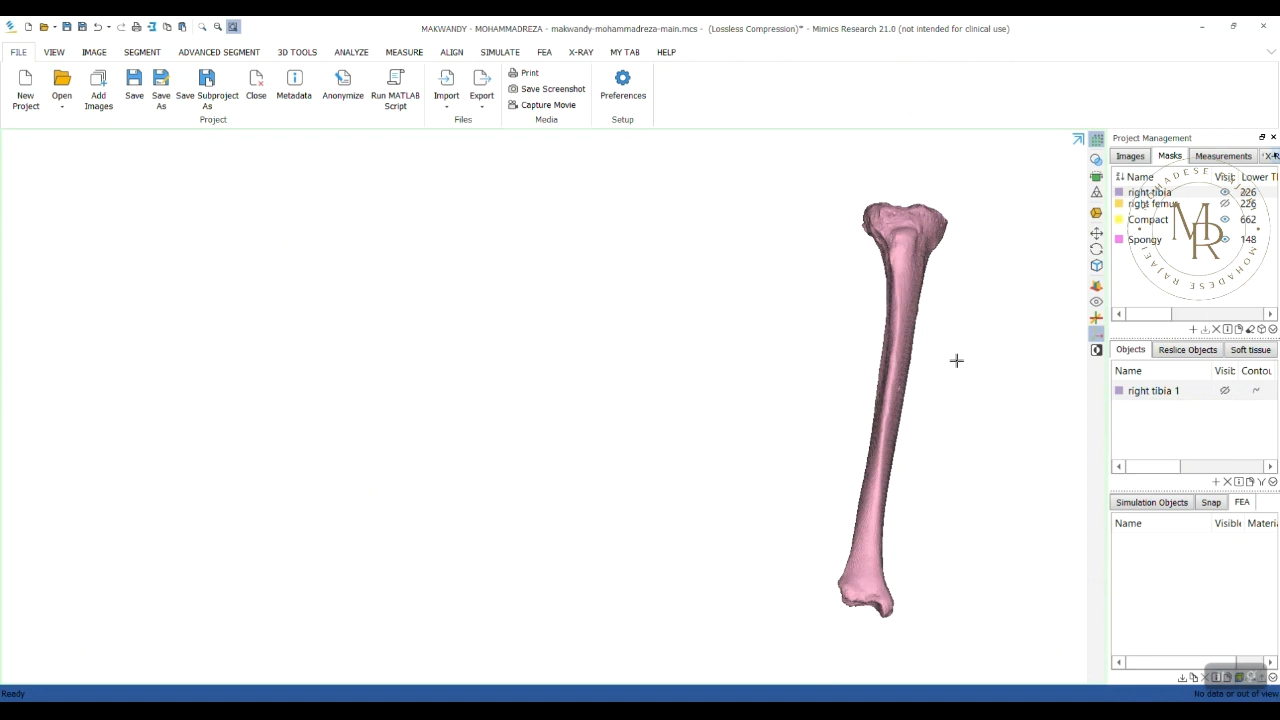 MAKWANDY - MOHAMMADREZA - makwandy-mohammadreza-main.mcs - (Lossless Compression)* - Mimics Research 21.0 (not intended for clinical use)
FILE VIEW IMAGE SEGMENT ADVANCED SEGMENT 3D TOOLS ANALYZE MEASURE ALIGN SIMULATE FEA X-RAY MY TAB HELP
New Project
Open
Add Images
Save
Save As
Save Subproject As
Close
Metadata
Anonymize
Run MATLAB Script
Import
Export
Print
Save Screenshot
Capture Movie
Preferences
Project Files Media Setup
Project Management
Images Masks Measurements
Name Visib Lower
right tibia 226
right femu 226
Compact 662
Spongy 148
MR
MOHADESE RAJAEI
Objects Reslice Objects Soft tissue
Name Visib Contou
right tibia 1
Simulation Objects Snap FEA
Name Visible Materi
Ready
No data or out of view